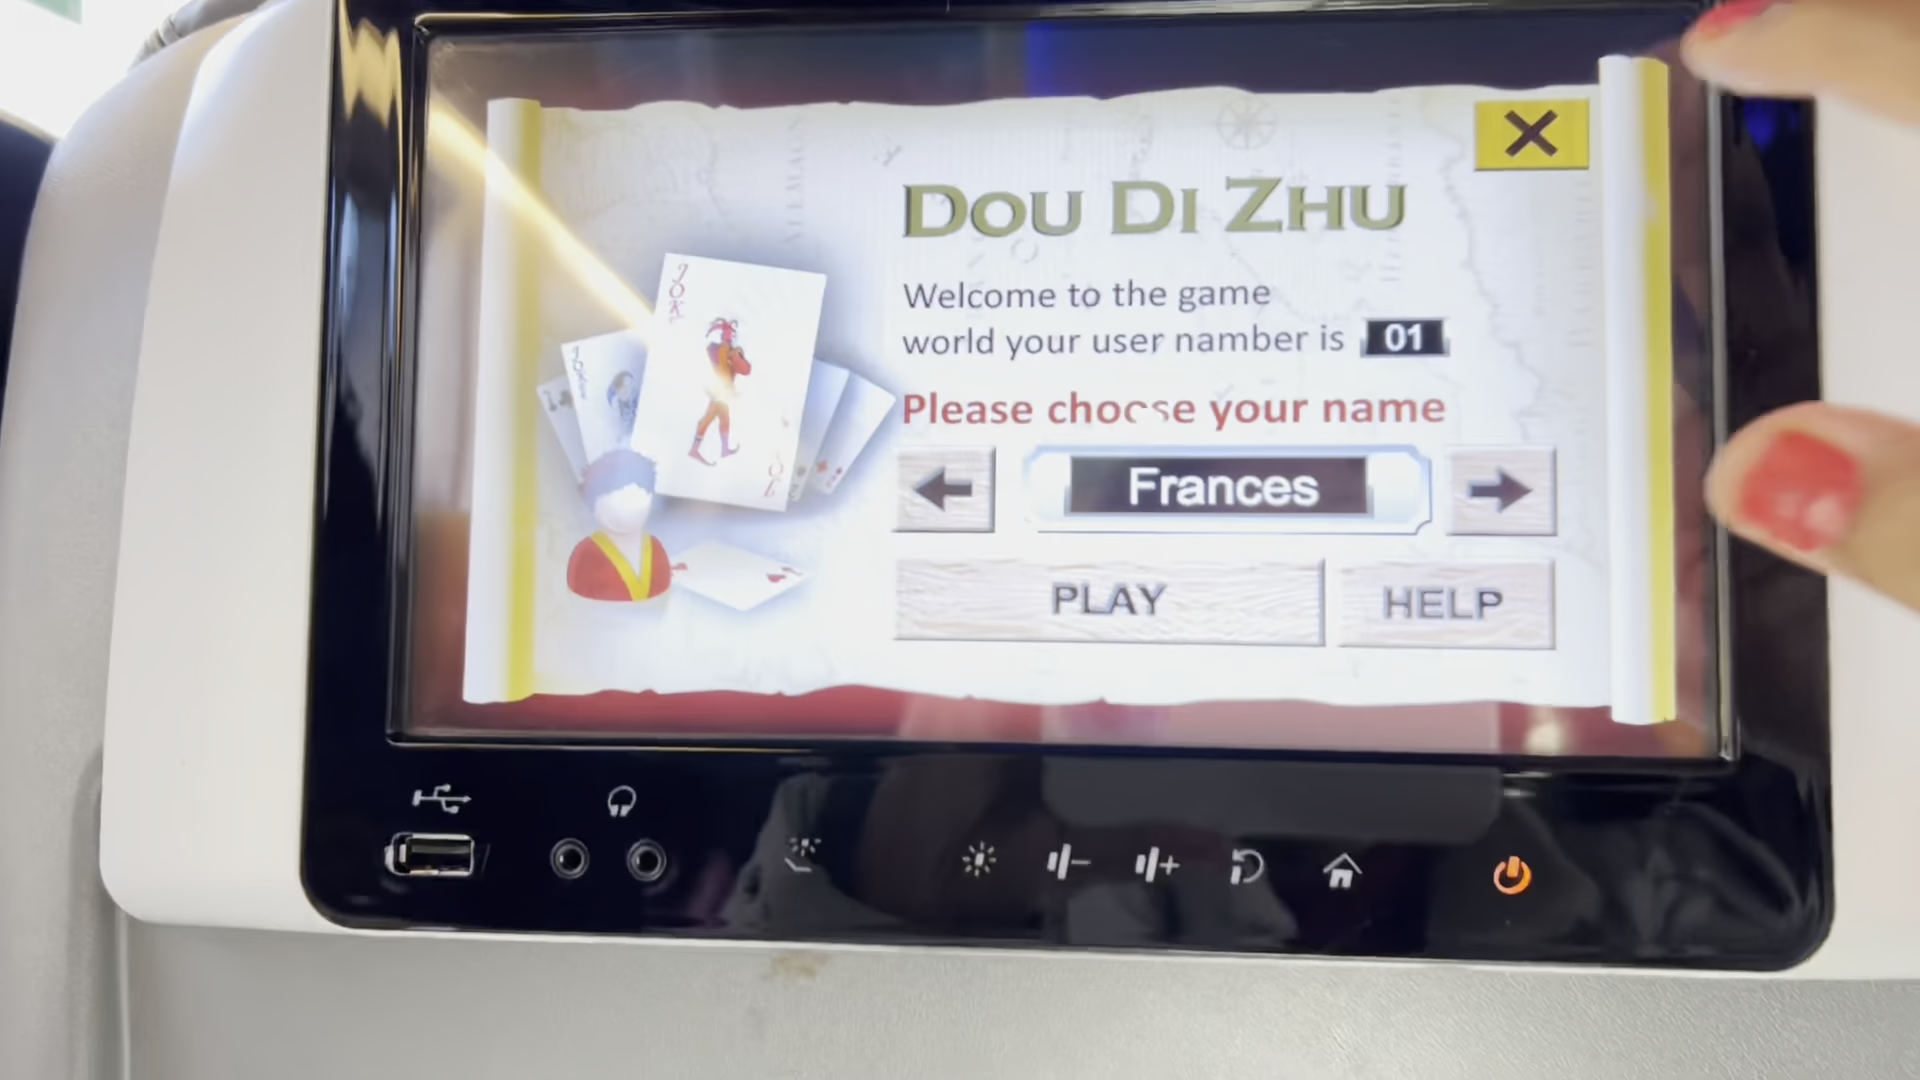 DOU DI ZHU
Welcome to the game
world your user namber is 01
Please choose your name
Frances
PLAY
HELP